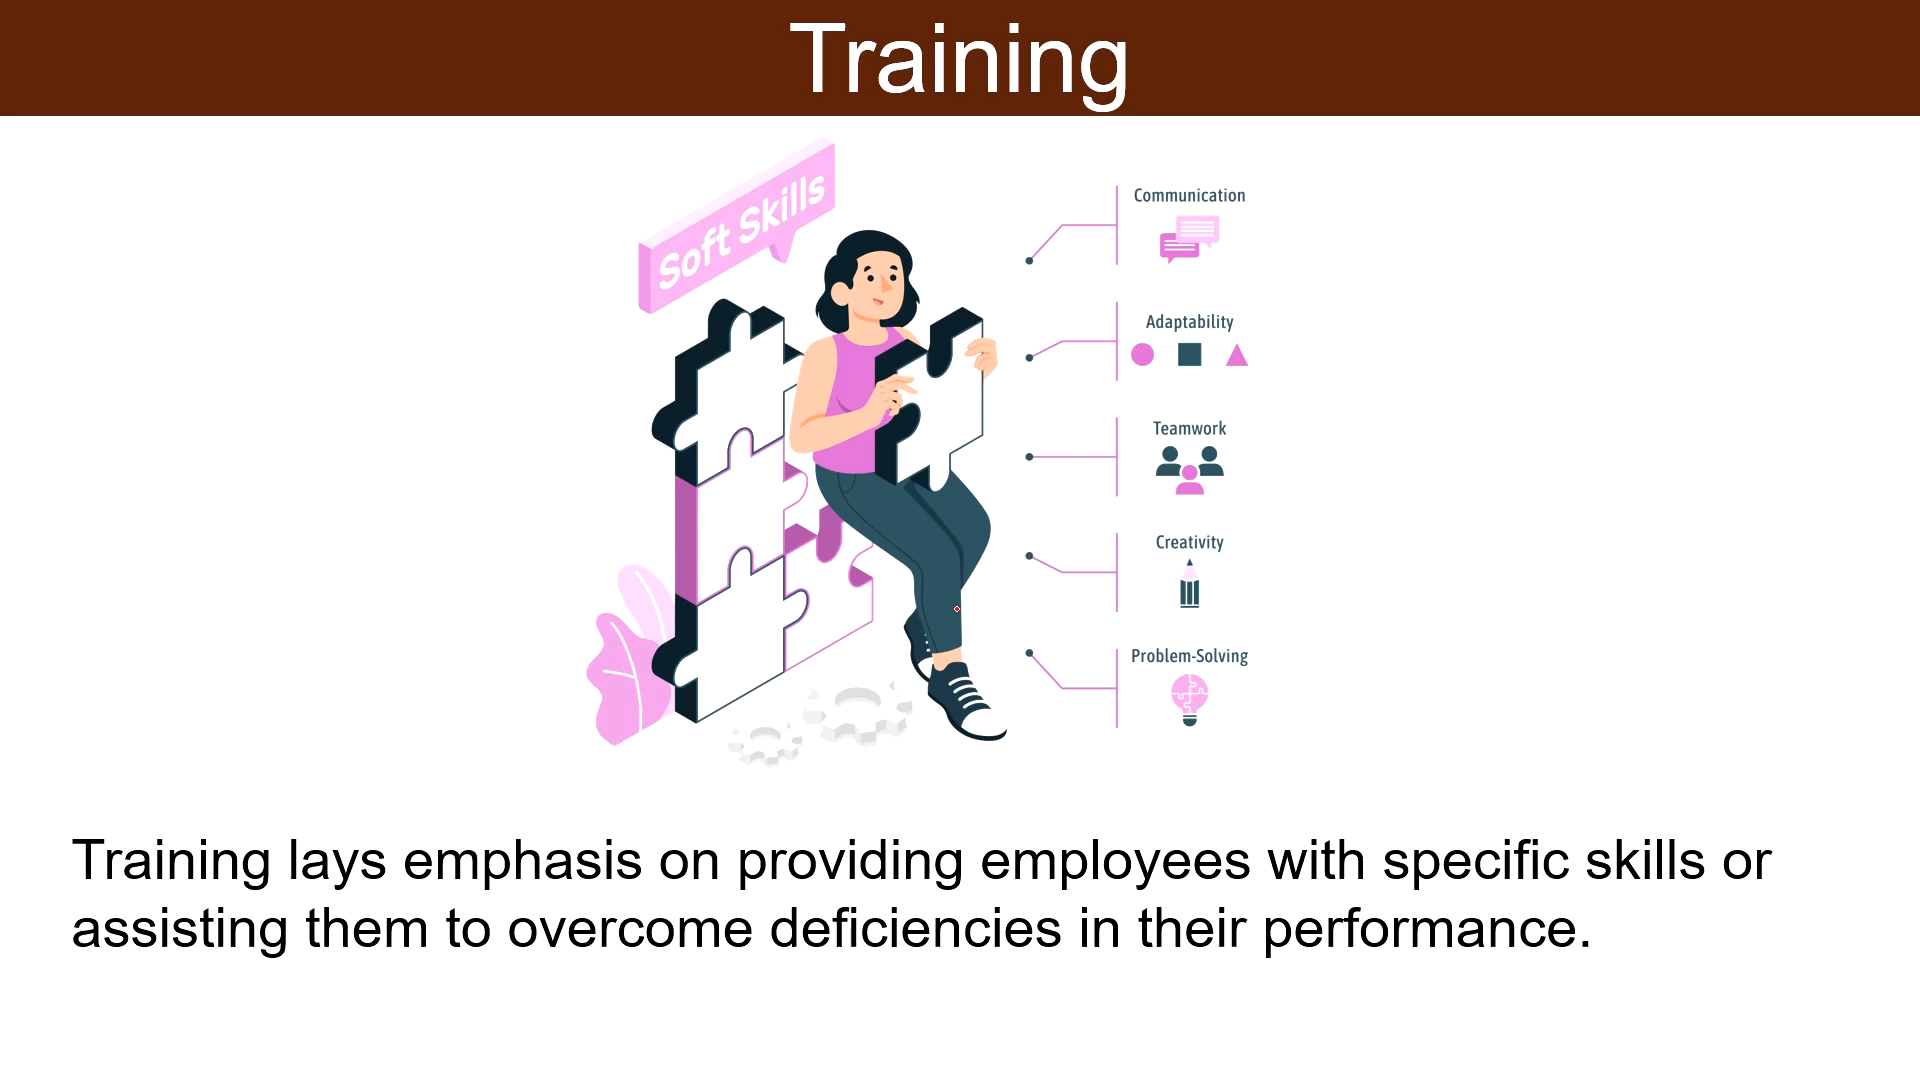 Training
Soft Skills
Communication
Adaptability
Teamwork
Creativity
Problem-Solving
Training lays emphasis on providing employees with specific skills or
assisting them to overcome deficiencies in their performance.